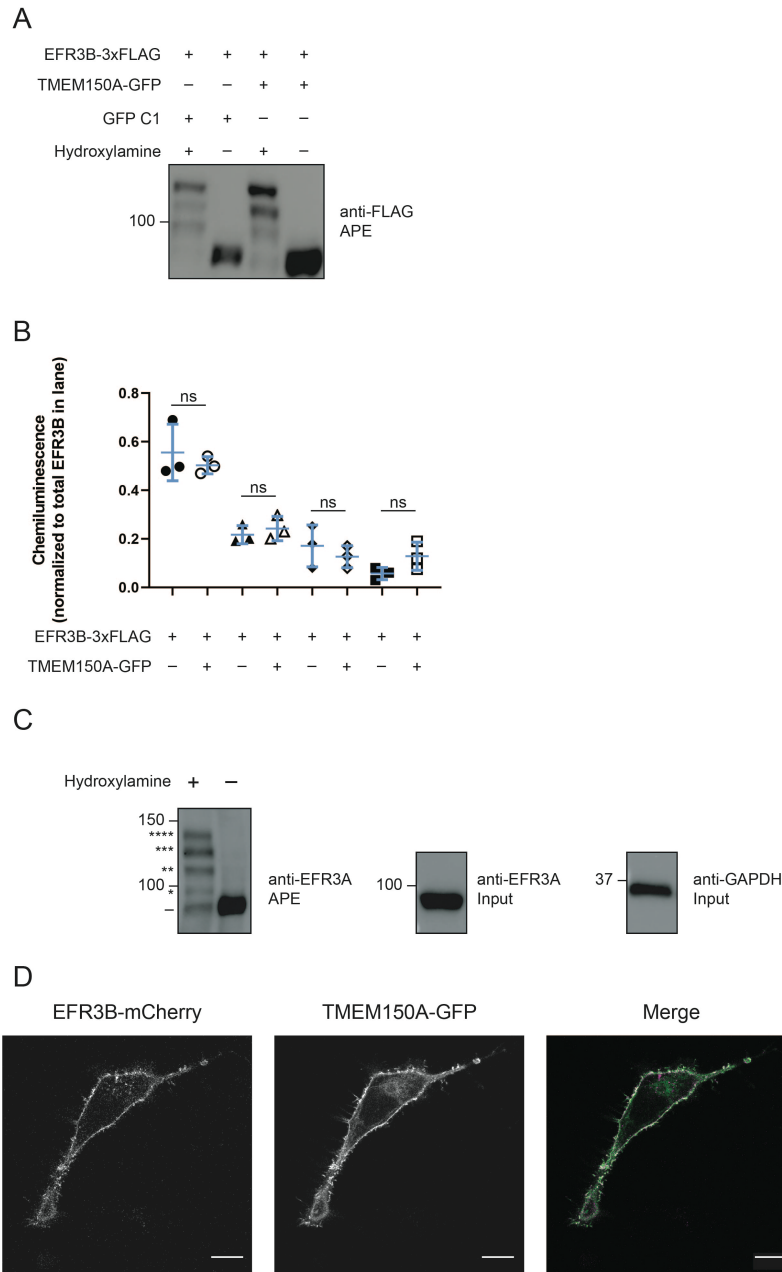 A
EFR3B-3xFLAG + + + +
TMEM150A-GFP – – + +
GFP C1 + + – –
Hydroxylamine + – + –
100
anti-FLAG
APE
B
Chemiluminescence
(normalized to total EFR3B in lane)
0.8
0.6
0.4
0.2
0.0
ns
ns
ns
ns
EFR3B-3xFLAG + + + + + + + +
TMEM150A-GFP – + – + – + – +
C
Hydroxylamine + –
150
****
***
**
100
*
–
anti-EFR3A
APE
100
anti-EFR3A
Input
37
anti-GAPDH
Input
D
EFR3B-mCherry TMEM150A-GFP Merge